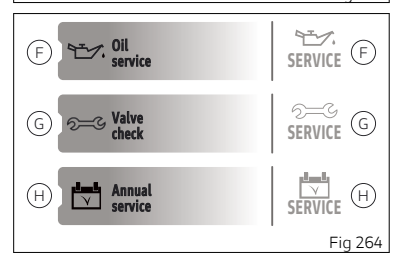 F
Oil
service
SERVICE
F
G
Valve
check
SERVICE
G
H
Annual
service
SERVICE
H
Fig 264